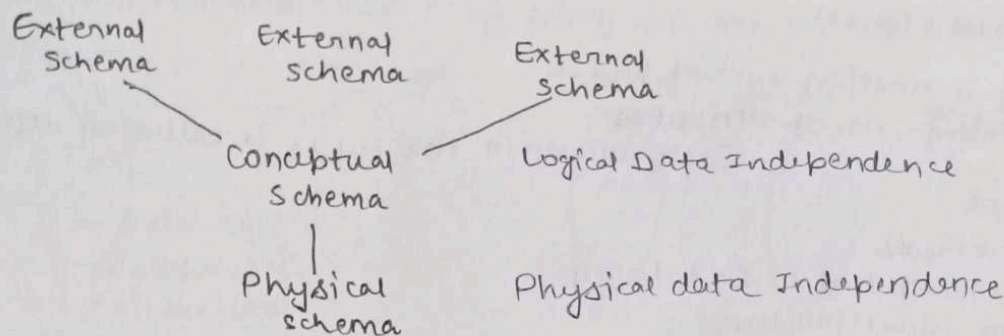 External
Schema
External
Schema
External
Schema
Conceptual
Schema
Logical Data Independence
Physical
Schema
Physical data Independence